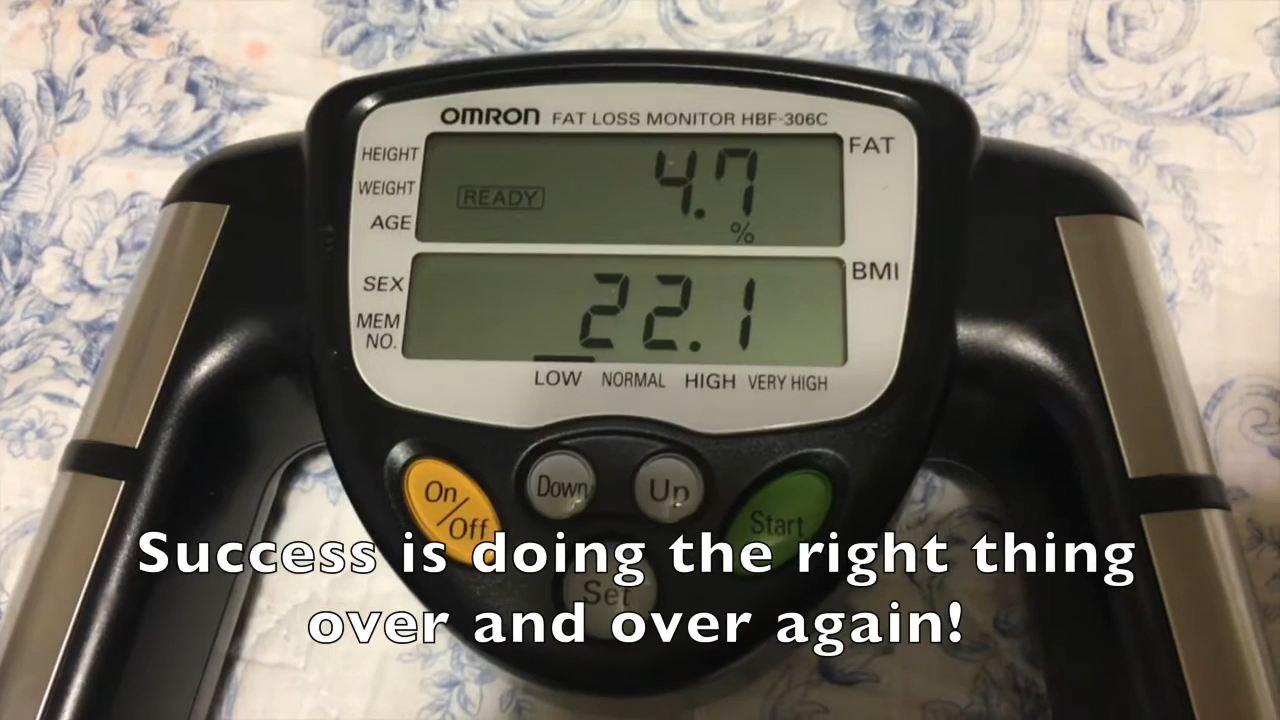 OMRON FAT LOSS MONITOR HBF-306C
HEIGHT
WEIGHT
AGE
READY
4.7
%
FAT
SEX
MEM
NO.
22.1
BMI
LOW NORMAL HIGH VERY HIGH
On/Off
Down
Up
Start
Set
Success is doing the right thing
over and over again!